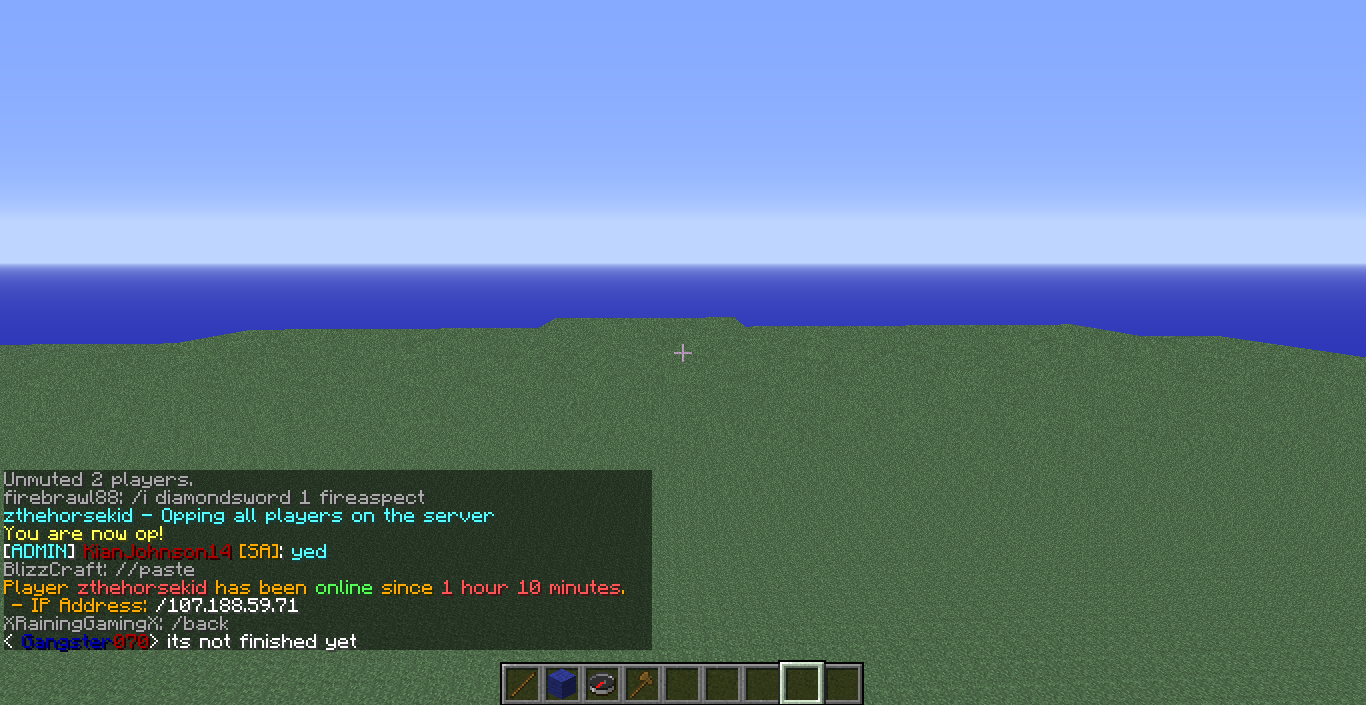 Unmuted 2 players.
firebrawl88: /i diamondsword 1 fireaspect
zthehorsekid - Opping all players on the server
You are now op!
[ADMIN] KianJohnson14 [SA]: yed
BlizzCraft: //paste
Player zthehorsekid has been online since 1 hour 10 minutes.
- IP Address: /107.188.59.71
XRainingGamingX: /back
< Gangster070> its not finished yet